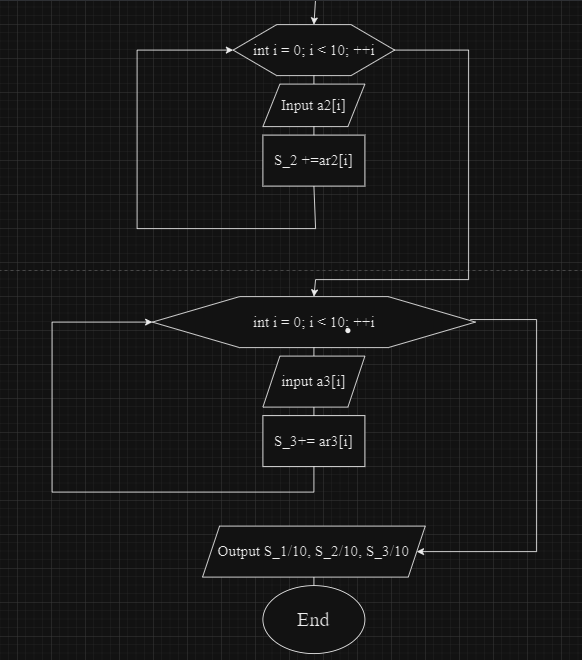 int i = 0; i < 10; ++i
Input a2[i]
S_2 +=ar2[i]
int i = 0; i < 10; ++i
input a3[i]
S_3+= ar3[i]
Output S_1/10, S_2/10, S_3/10
End